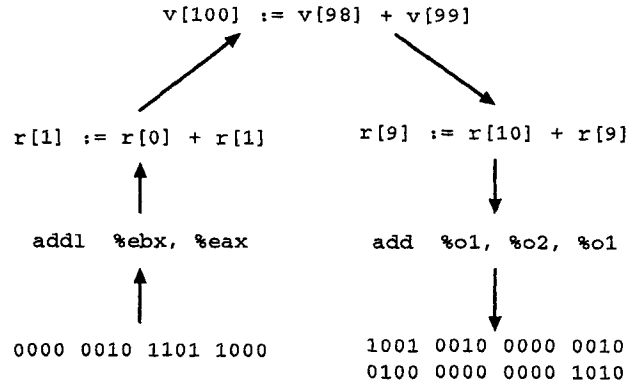 v[100] := v[98] + v[99]
r[1] := r[0] + r[1]
r[9] := r[10] + r[9]
addl %ebx, %eax
add %o1, %o2, %o1
0000 0010 1101 1000
1001 0010 0000 0010
0100 0000 0000 1010